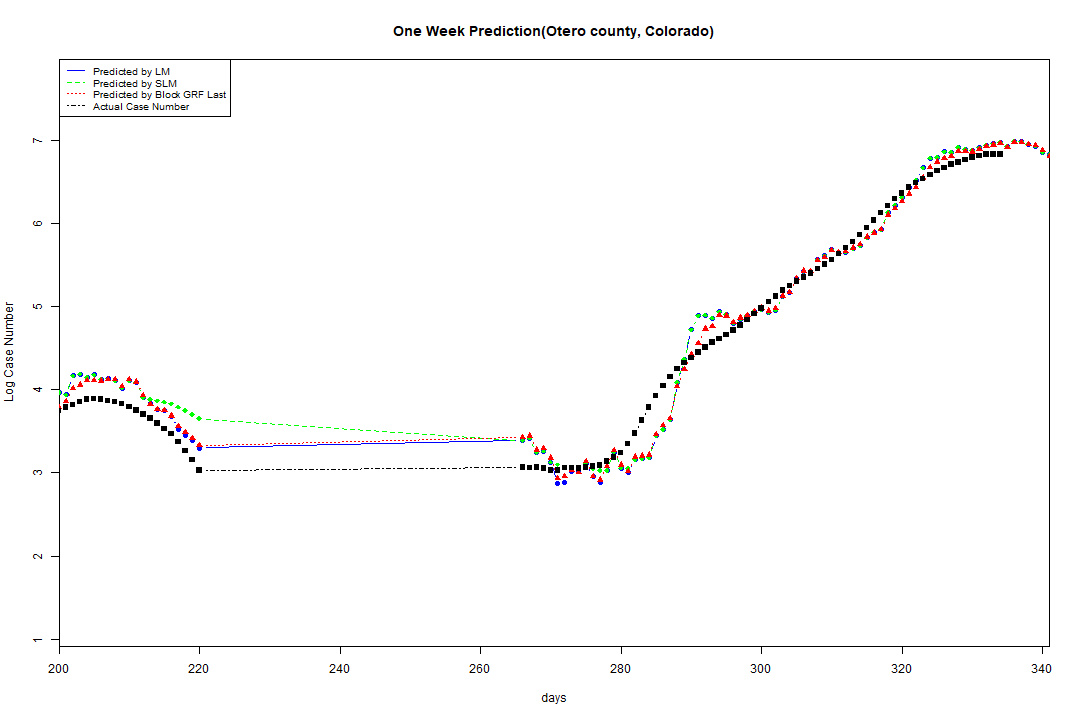 One Week Prediction(Otero county, Colorado)
Predicted by LM
Predicted by SLM
Predicted by Block GRF Last
Actual Case Number
7
6
5
4
3
2
1
Log Case Number
200 220 240 260 280 300 320 340
days